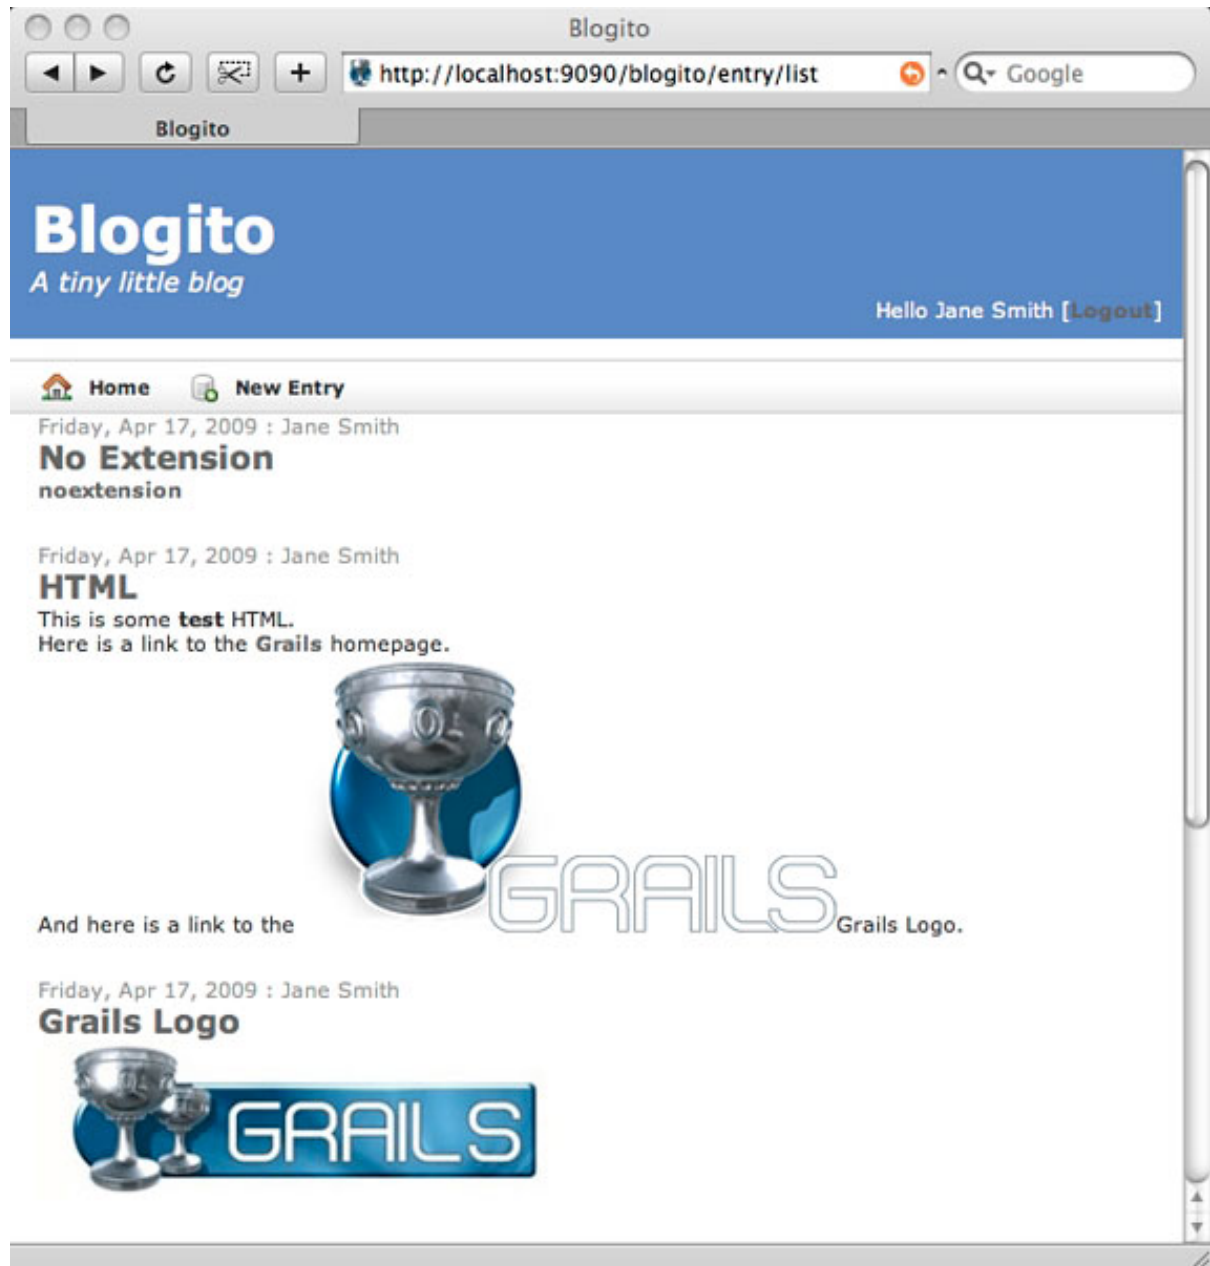 Blogito
http://localhost:9090/blogito/entry/list
Google
Blogito
Blogito
A tiny little blog
Hello Jane Smith [Logout]
Home New Entry
Friday, Apr 17, 2009 : Jane Smith
No Extension
noextension
Friday, Apr 17, 2009 : Jane Smith
HTML
This is some test HTML.
Here is a link to the Grails homepage.
GRAILS
And here is a link to the Grails Logo.
Friday, Apr 17, 2009 : Jane Smith
Grails Logo
GRAILS